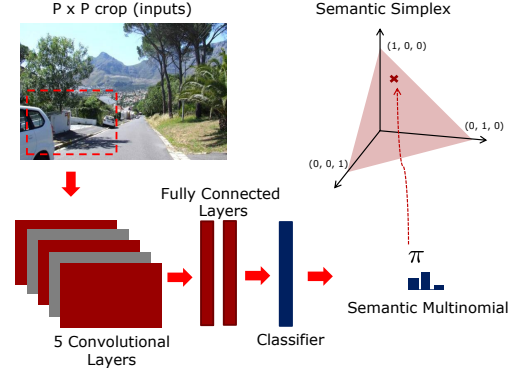 P x P crop (inputs)
Semantic Simplex
(1, 0, 0)
(0, 1, 0)
(0, 0, 1)
Fully Connected
Layers
π
5 Convolutional
Layers
Classifier
Semantic Multinomial